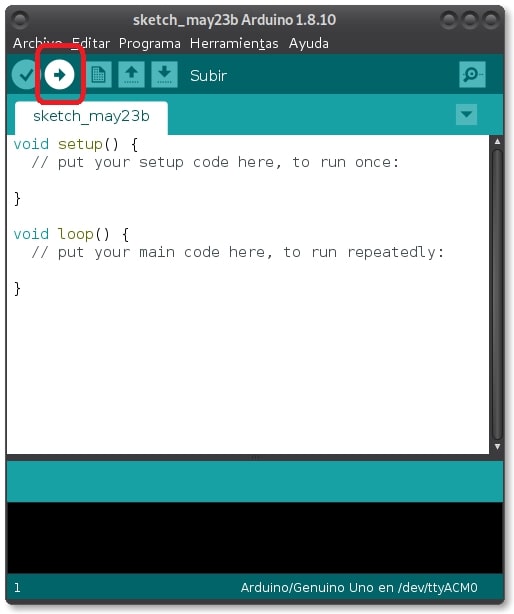 sketch_may23b Arduino 1.8.10
Archivo Editar Programa Herramientas Ayuda
Subir
sketch_may23b
void setup() {
// put your setup code here, to run once:
}
void loop() {
// put your main code here, to run repeatedly:
}
1 Arduino/Genuino Uno en /dev/ttyACM0